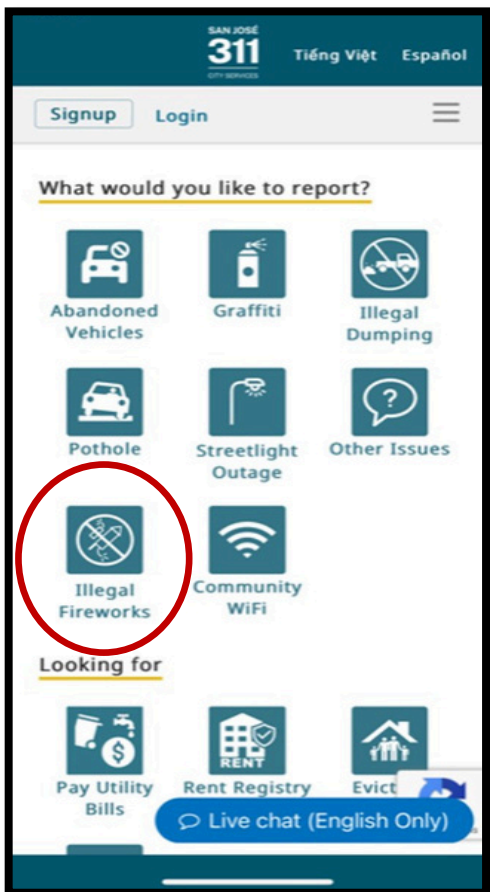 SAN JOSÉ
311
CITY SERVICES
Tiếng Việt Español
Signup Login
What would you like to report?
Abandoned Vehicles
Graffiti
Illegal Dumping
Pothole
Streetlight Outage
Other Issues
Illegal Fireworks
Community WiFi
Looking for
$
RENT
Pay Utility Bills
Rent Registry
Evict
Live chat (English Only)